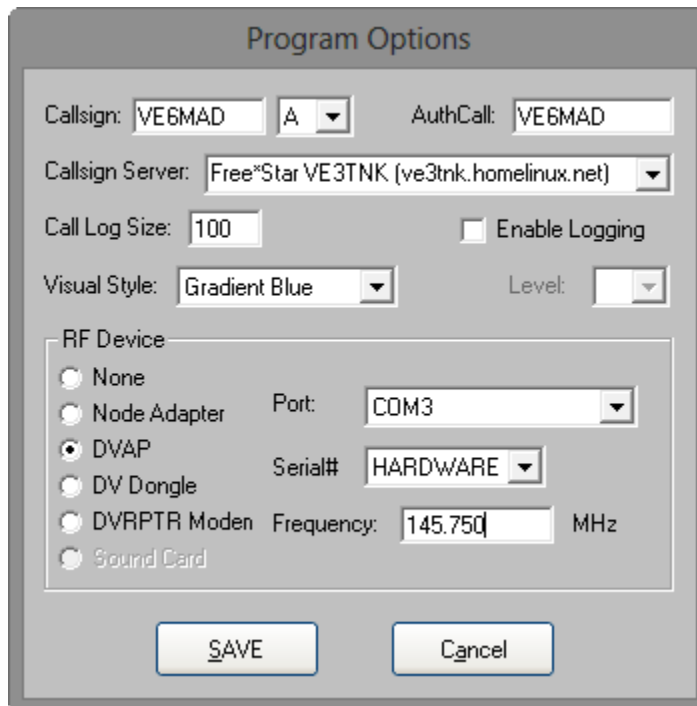 Program Options
Callsign: VE6MAD A AuthCall: VE6MAD
Callsign Server: Free*Star VE3TNK (ve3tnk.homelinux.net)
Call Log Size: 100 Enable Logging
Visual Style: Gradient Blue Level:
RF Device
None
Node Adapter Port: COM3
DVAP
DV Dongle Serial# HARDWARE
DVRPTR Moden Frequency: 145.750 MHz
Sound Card
SAVE Cancel